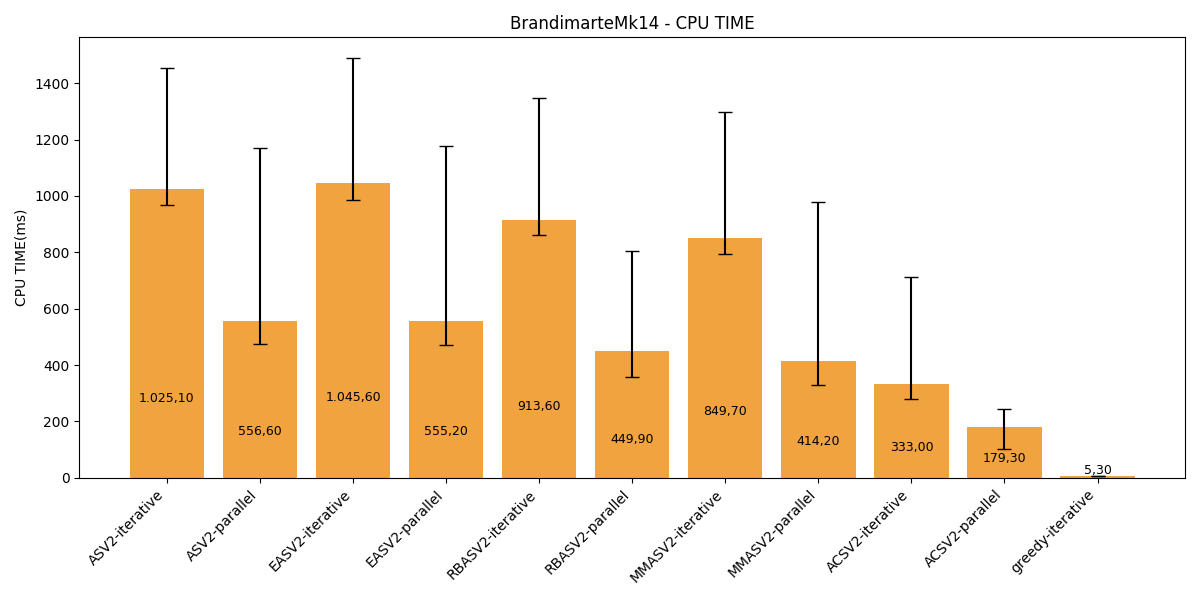 BrandimarteMk14 - CPU TIME
CPU TIME(ms)
1400
1200
1000
800
600
400
200
0
1.025,10
556,60
1.045,60
555,20
913,60
449,90
849,70
414,20
333,00
179,30
5,30
ASV2-iterative
ASV2-parallel
EASV2-iterative
EASV2-parallel
RBASV2-iterative
RBASV2-parallel
MMASV2-iterative
MMASV2-parallel
ACSV2-iterative
ACSV2-parallel
greedy-iterative